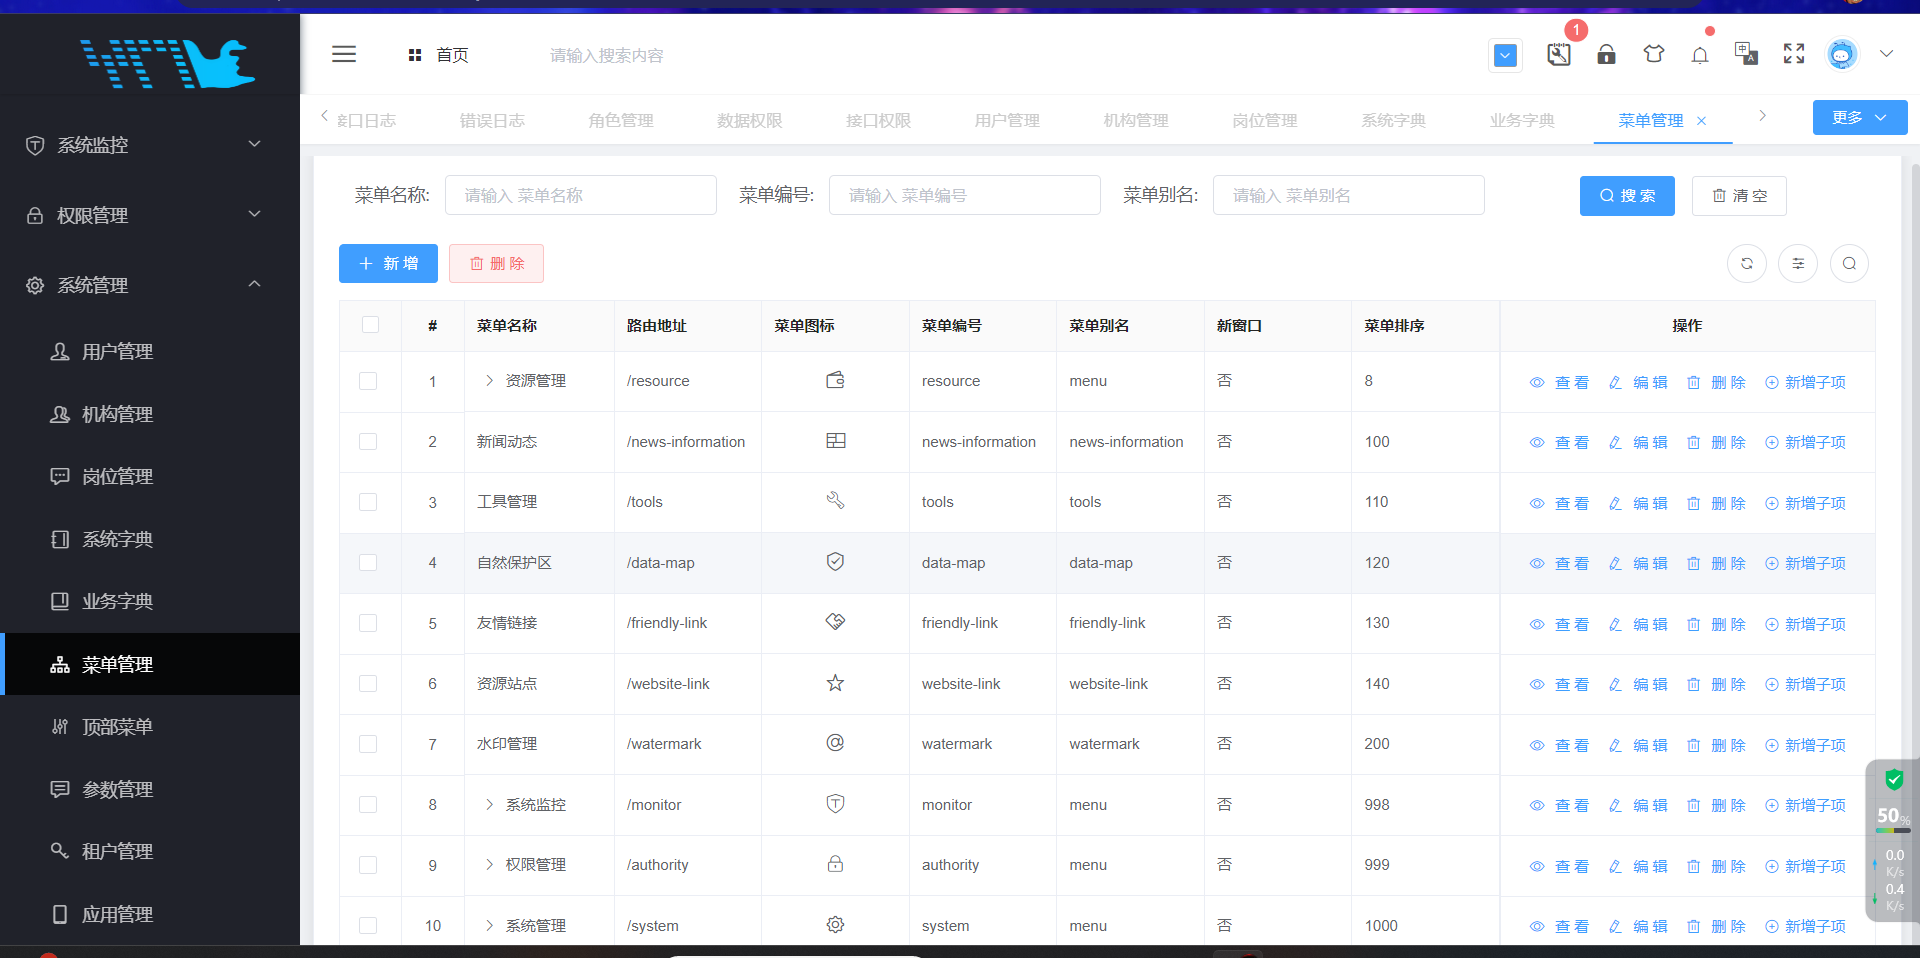 首页
请输入搜索内容
1
中
A
接口日志 错误日志 角色管理 数据权限 接口权限 用户管理 机构管理 岗位管理 系统字典 业务字典 菜单管理
更多
系统监控
权限管理
系统管理
用户管理
机构管理
岗位管理
系统字典
业务字典
菜单管理
顶部菜单
参数管理
租户管理
应用管理
菜单名称: 请输入 菜单名称 菜单编号: 请输入 菜单编号 菜单别名: 请输入 菜单别名 搜 索 清 空
新 增 删 除
# 菜单名称 路由地址 菜单图标 菜单编号 菜单别名 新窗口 菜单排序 操作
1 资源管理 /resource resource menu 否 8 查 看 编 辑 删 除 新增子项
2 新闻动态 /news-information news-information news-information 否 100 查 看 编 辑 删 除 新增子项
3 工具管理 /tools tools tools 否 110 查 看 编 辑 删 除 新增子项
4 自然保护区 /data-map data-map data-map 否 120 查 看 编 辑 删 除 新增子项
5 友情链接 /friendly-link friendly-link friendly-link 否 130 查 看 编 辑 删 除 新增子项
6 资源站点 /website-link website-link website-link 否 140 查 看 编 辑 删 除 新增子项
7 水印管理 /watermark watermark watermark 否 200 查 看 编 辑 删 除 新增子项
8 系统监控 /monitor monitor menu 否 998 查 看 编 辑 删 除 新增子项
9 权限管理 /authority authority menu 否 999 查 看 编 辑 删 除 新增子项
10 系统管理 /system system menu 否 1000 查 看 编 辑 删 除 新增子项
50%
0.0
K/s
0.4
K/s